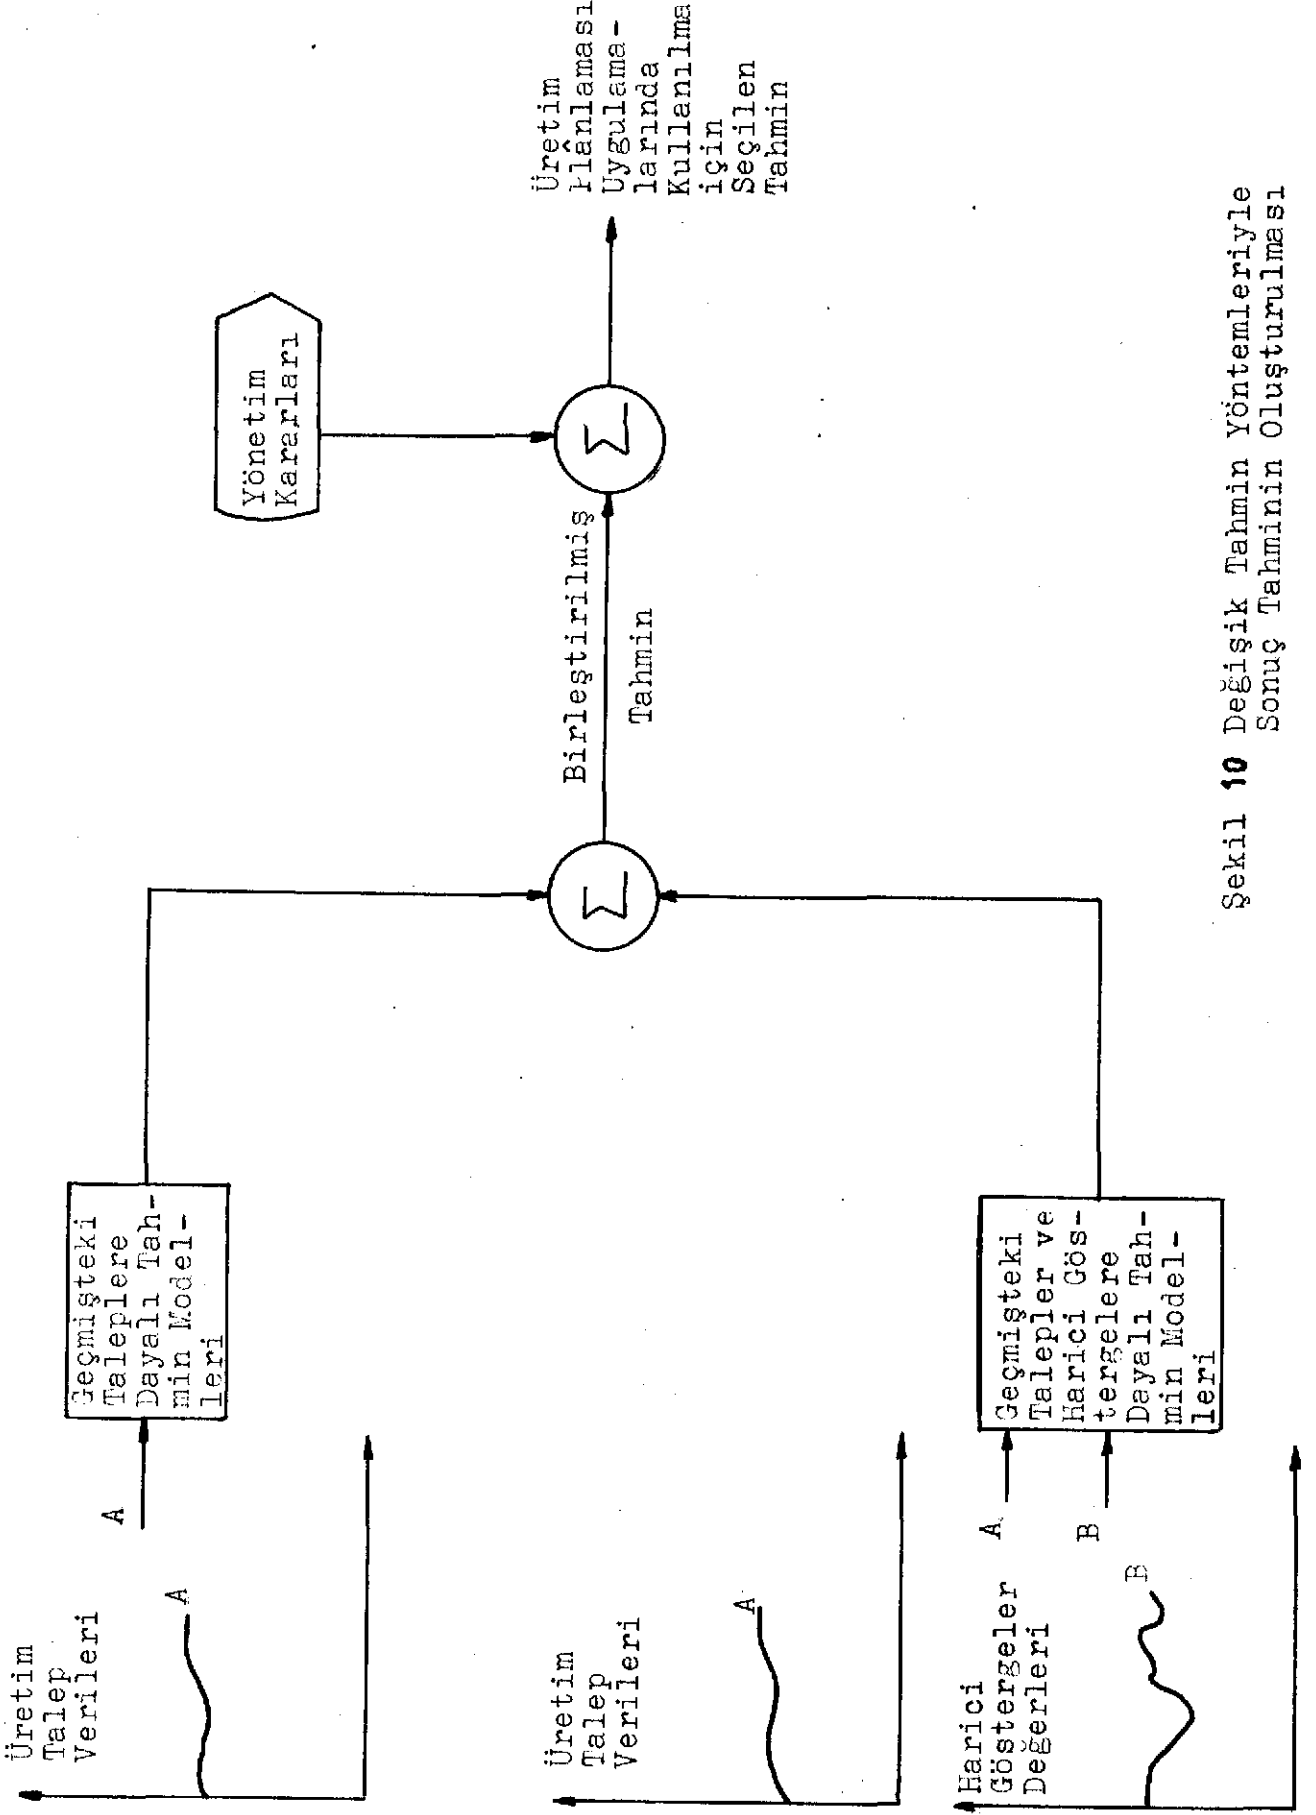 Üretim
Talep
Verileri
A
A
Geçmişteki
Taleplere
Dayalı Tah-
min Model-
leri
Üretim
Talep
Verileri
A
Harici
Göstergeler
Değerleri
B
A
B
Geçmişteki
Talepler ve
Harici Gös-
tergelere
Dayalı Tah-
min Model-
leri
Σ
Birleştirilmiş
Tahmin
Yönetim
Kararları
Σ
Üretim
Plânlaması
Uygulama-
larında
Kullanılma
için
Seçilen
Tahmin
Şekil 10 Değişik Tahmin Yöntemleriyle
Sonuç Tahminin Oluşturulması